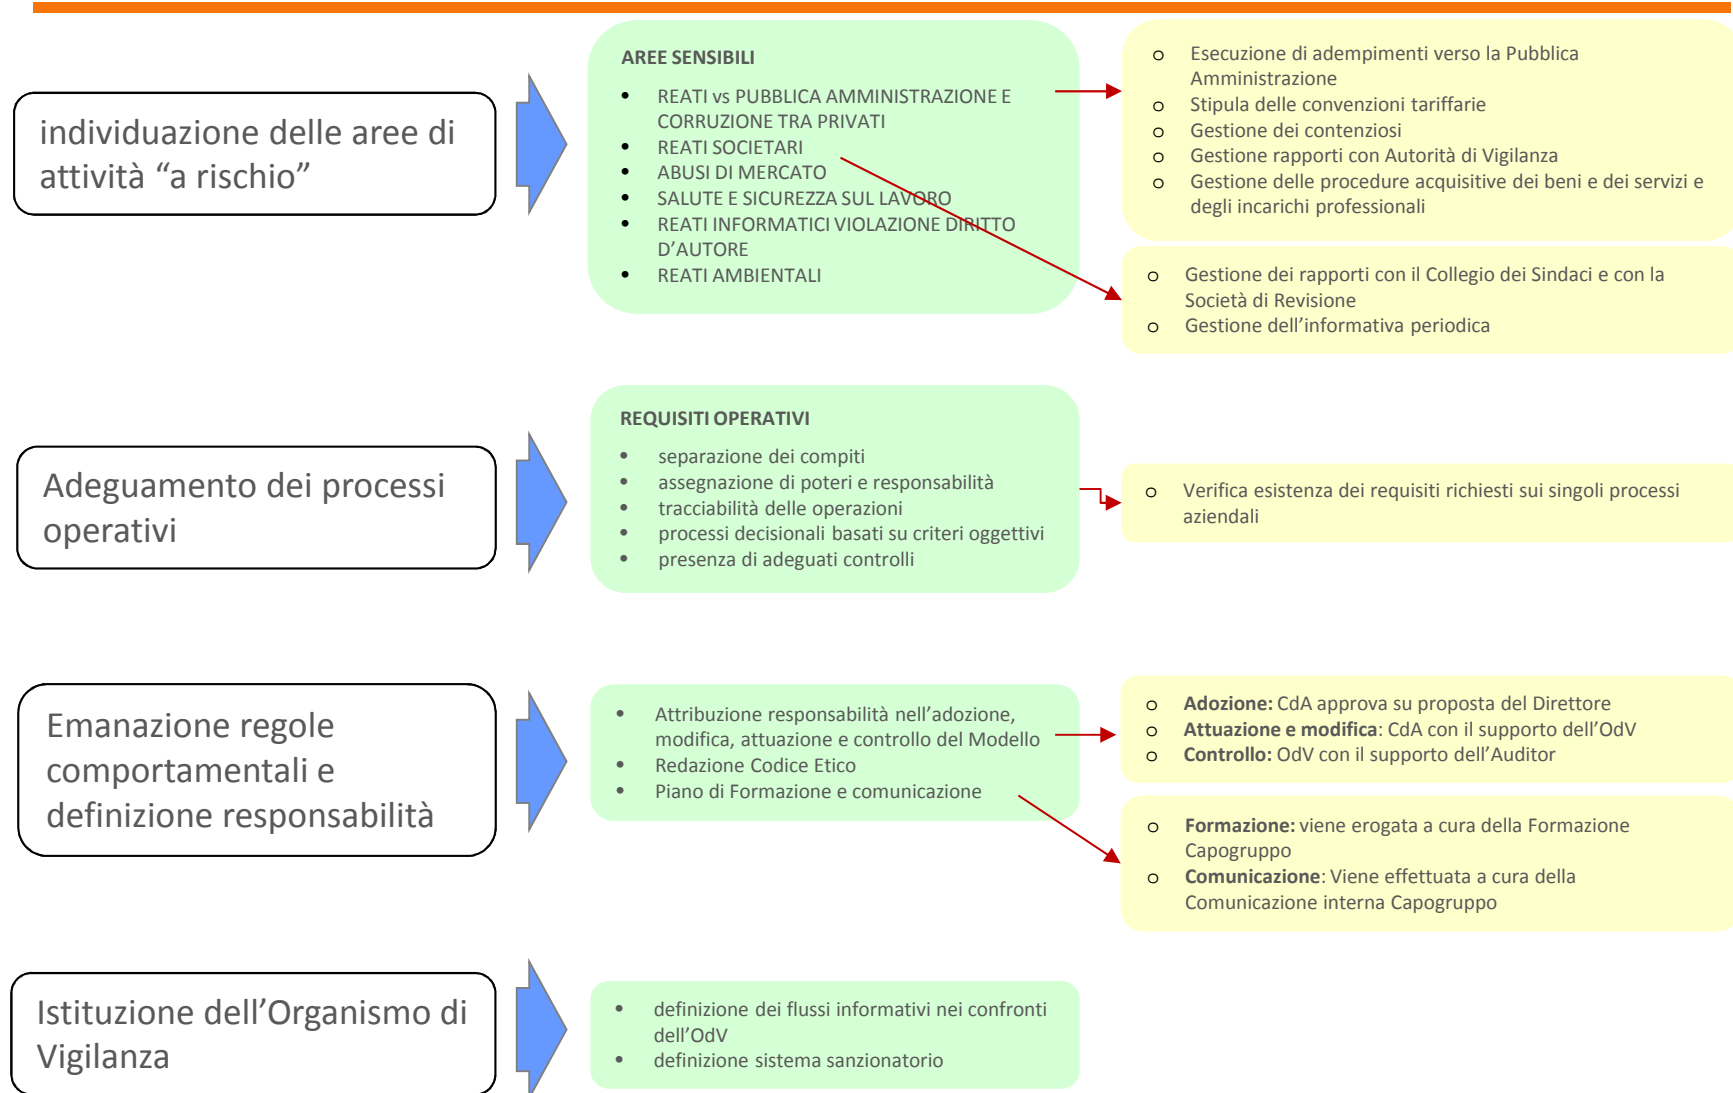 individuazione delle aree di
attività “a rischio”
AREE SENSIBILI
• REATI vs PUBBLICA AMMINISTRAZIONE E
CORRUZIONE TRA PRIVATI
• REATI SOCIETARI
• ABUSI DI MERCATO
• SALUTE E SICUREZZA SUL LAVORO
• REATI INFORMATICI VIOLAZIONE DIRITTO
D’AUTORE
• REATI AMBIENTALI
o Esecuzione di adempimenti verso la Pubblica
Amministrazione
o Stipula delle convenzioni tariffarie
o Gestione dei contenziosi
o Gestione rapporti con Autorità di Vigilanza
o Gestione delle procedure acquisitive dei beni e dei servizi e
degli incarichi professionali
o Gestione dei rapporti con il Collegio dei Sindaci e con la
Società di Revisione
o Gestione dell’informativa periodica
Adeguamento dei processi
operativi
REQUISITI OPERATIVI
• separazione dei compiti
• assegnazione di poteri e responsabilità
• tracciabilità delle operazioni
• processi decisionali basati su criteri oggettivi
• presenza di adeguati controlli
o Verifica esistenza dei requisiti richiesti sui singoli processi
aziendali
Emanazione regole
comportamentali e
definizione responsabilità
• Attribuzione responsabilità nell’adozione,
modifica, attuazione e controllo del Modello
• Redazione Codice Etico
• Piano di Formazione e comunicazione
o Adozione: CdA approva su proposta del Direttore
o Attuazione e modifica: CdA con il supporto dell’OdV
o Controllo: OdV con il supporto dell’Auditor
o Formazione: viene erogata a cura della Formazione
Capogruppo
o Comunicazione: Viene effettuata a cura della
Comunicazione interna Capogruppo
Istituzione dell’Organismo di
Vigilanza
• definizione dei flussi informativi nei confronti
dell’OdV
• definizione sistema sanzionatorio